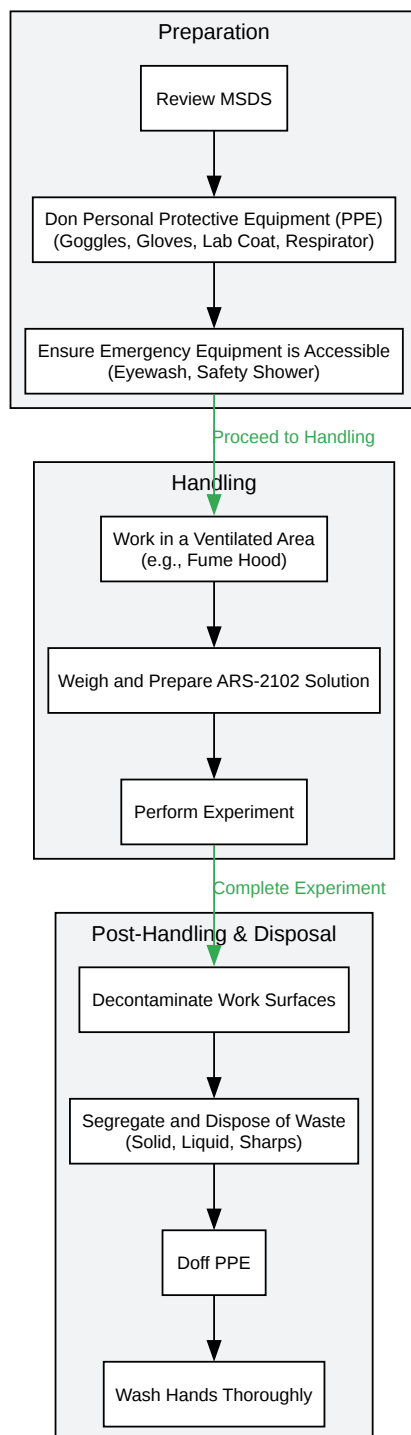 Preparation
Review MSDS
Don Personal Protective Equipment (PPE)
(Goggles, Gloves, Lab Coat, Respirator)
Ensure Emergency Equipment is Accessible
(Eyewash, Safety Shower)
Proceed to Handling
Handling
Work in a Ventilated Area
(e.g., Fume Hood)
Weigh and Prepare ARS-2102 Solution
Perform Experiment
Complete Experiment
Post-Handling & Disposal
Decontaminate Work Surfaces
Segregate and Dispose of Waste
(Solid, Liquid, Sharps)
Doff PPE
Wash Hands Thoroughly